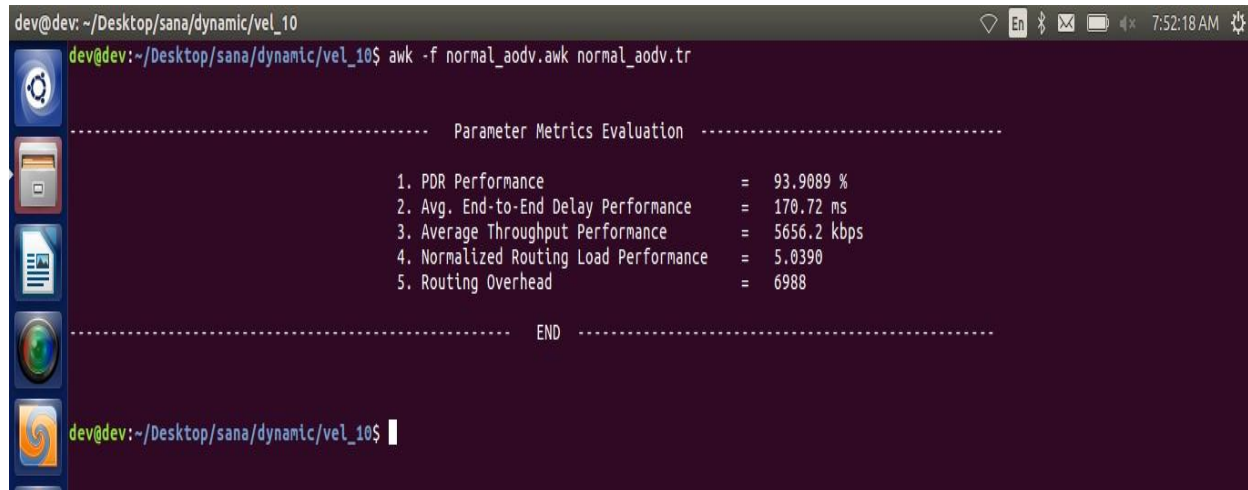 dev@dev: ~/Desktop/sana/dynamic/vel_10
En 7:52:18 AM
dev@dev:~/Desktop/sana/dynamic/vel_10$ awk -f normal_aodv.awk normal_aodv.tr
------------------------------------------- Parameter Metrics Evaluation ------------------------------------
1. PDR Performance = 93.9089 %
2. Avg. End-to-End Delay Performance = 170.72 ms
3. Average Throughput Performance = 5656.2 kbps
4. Normalized Routing Load Performance = 5.0390
5. Routing Overhead = 6988
----------------------------------------------------- END --------------------------------------------------
dev@dev:~/Desktop/sana/dynamic/vel_10$